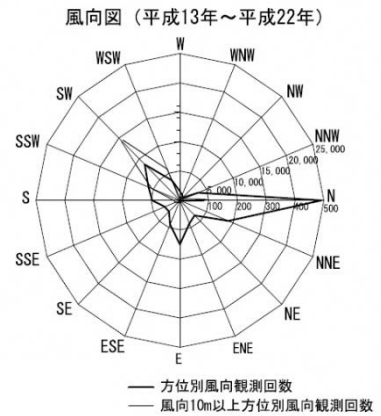 風向図（平成13年～平成22年）
W
WSW
WNW
SW
NW
SSW
NNW
25,000
20,000
15,000
10,000
5,000
S
N
100
200
300
400
500
SSE
NNE
SE
NE
ESE
ENE
E
方位別風向観測回数
風向10m以上方位別風向観測回数